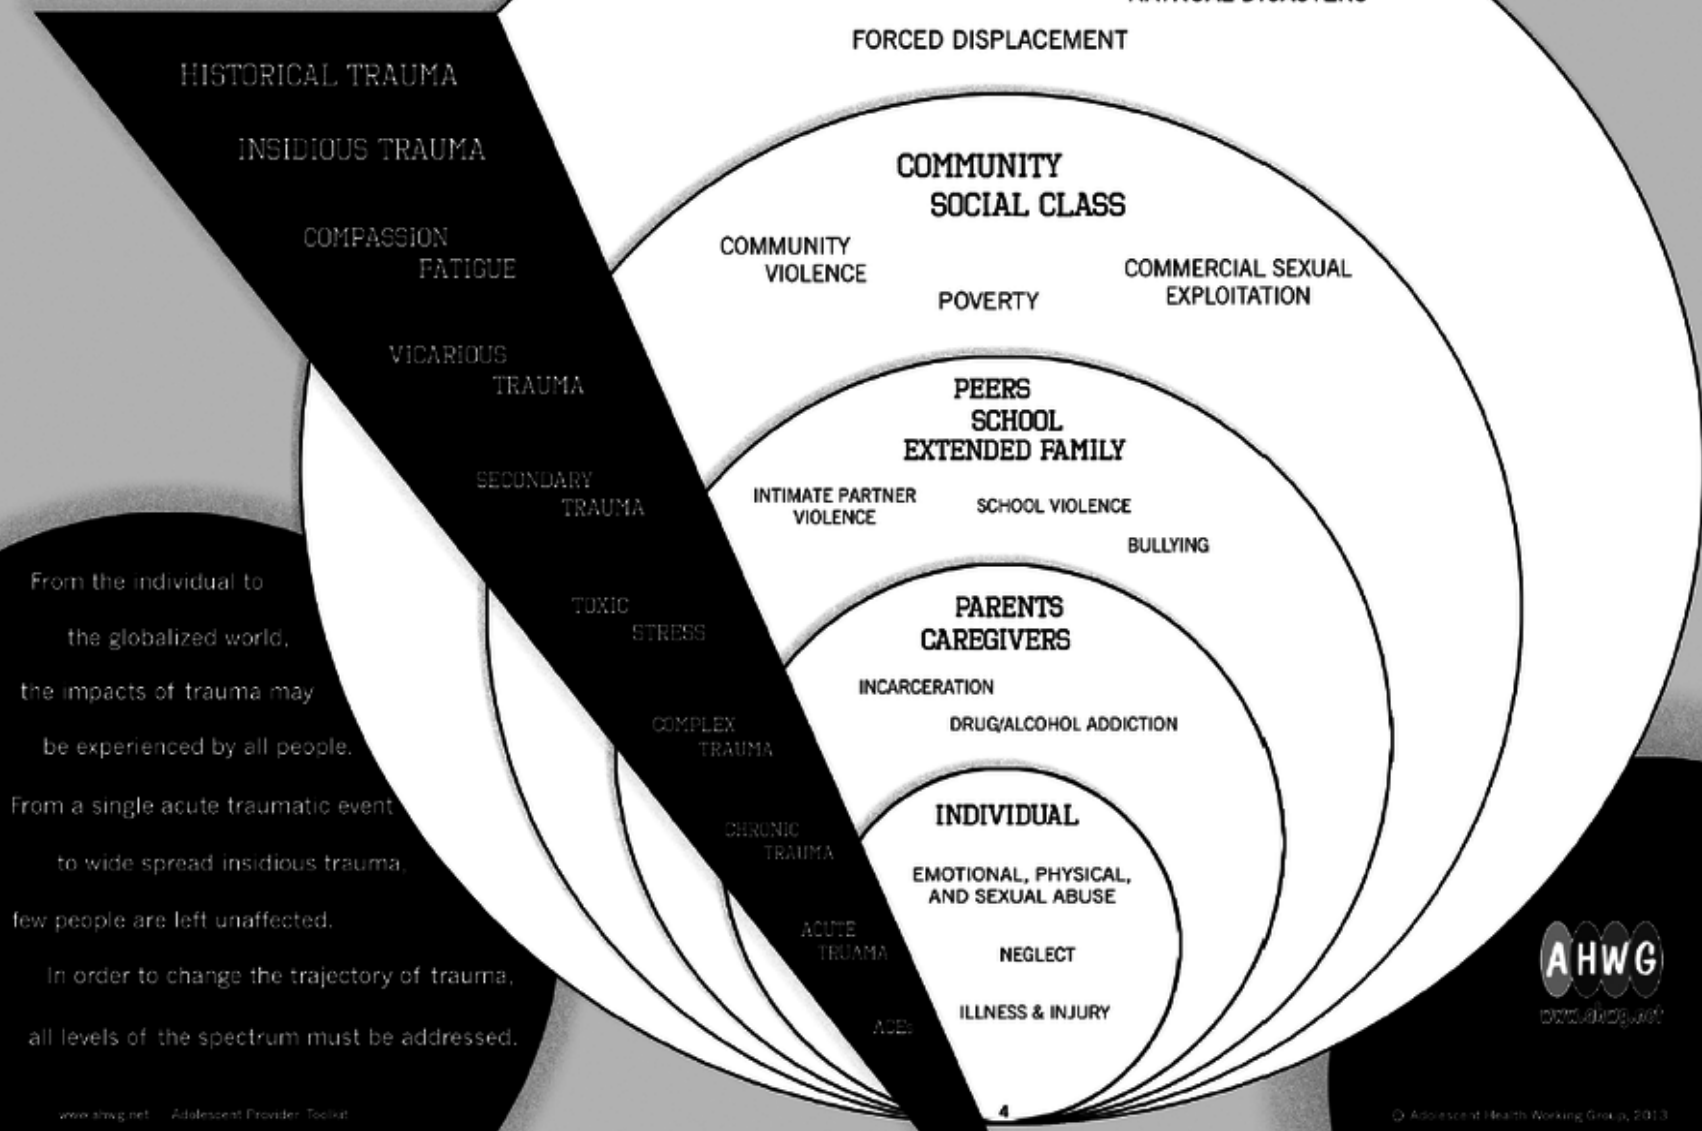 FORCED DISPLACEMENT
HISTORICAL TRAUMA
INSIDIOUS TRAUMA
COMPASSION
FATIGUE
VICARIOUS
TRAUMA
SECONDARY
TRAUMA
TOXIC
STRESS
COMPLEX
TRAUMA
CHRONIC
TRAUMA
ACUTE
TRUAMA
ACEs
COMMUNITY
SOCIAL CLASS
COMMUNITY
VIOLENCE
POVERTY
COMMERCIAL SEXUAL
EXPLOITATION
PEERS
SCHOOL
EXTENDED FAMILY
INTIMATE PARTNER
VIOLENCE
SCHOOL VIOLENCE
BULLYING
PARENTS
CAREGIVERS
INCARCERATION
DRUG/ALCOHOL ADDICTION
INDIVIDUAL
EMOTIONAL, PHYSICAL,
AND SEXUAL ABUSE
NEGLECT
ILLNESS & INJURY
4
From the individual to
the globalized world,
the impacts of trauma may
be experienced by all people.
From a single acute traumatic event
to wide spread insidious trauma,
few people are left unaffected.
In order to change the trajectory of trauma,
all levels of the spectrum must be addressed.
www.ahwg.net Adolescent Provider Toolkit
AHWG
www.ahwg.net
© Adolescent Health Working Group, 2013